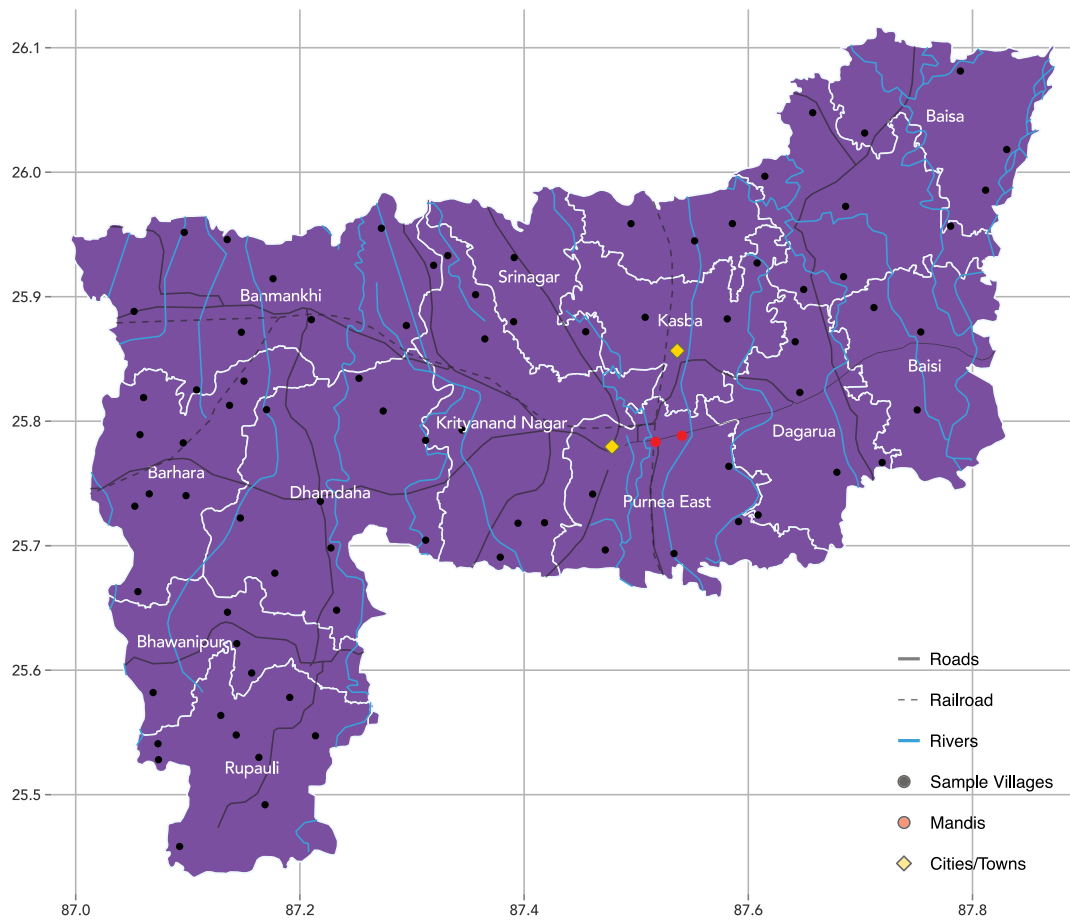 26.1
Baisa
26.0
Srinagar
25.9
Banmankhi
Kasba
Baisi
25.8
Krityanand Nagar
Dagarua
Barhara
Dhamdaha
Purnea East
25.7
Bhawanipur
Roads
25.6
Railroad
Rivers
Rupauli
Sample Villages
25.5
Mandis
Cities/Towns
87.0 87.2 87.4 87.6 87.8